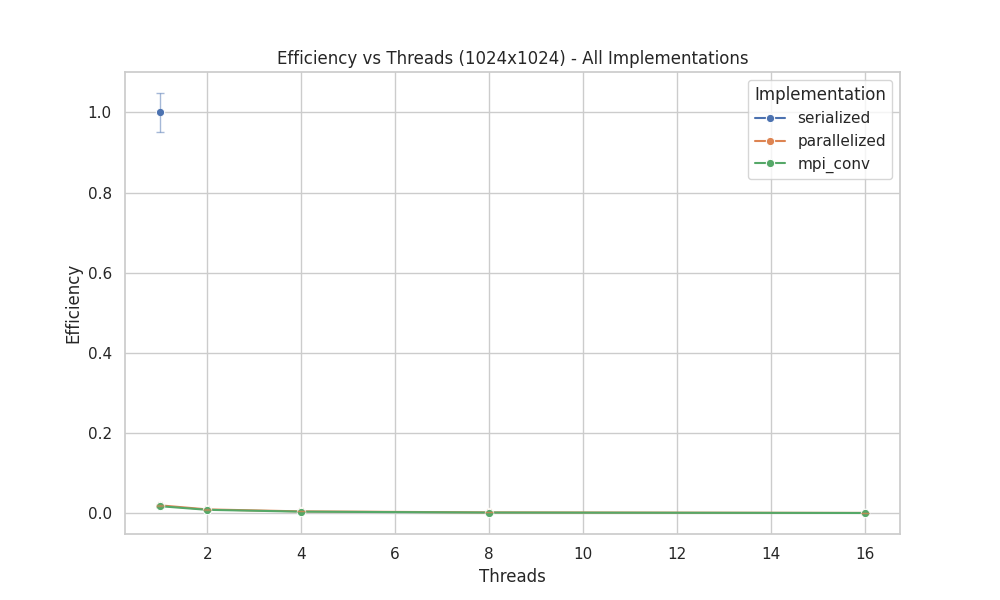 Efficiency vs Threads (1024x1024) - All Implementations
Implementation
serialized
parallelized
mpi_conv
Efficiency
1.0
0.8
0.6
0.4
0.2
0.0
2 4 6 8 10 12 14 16
Threads